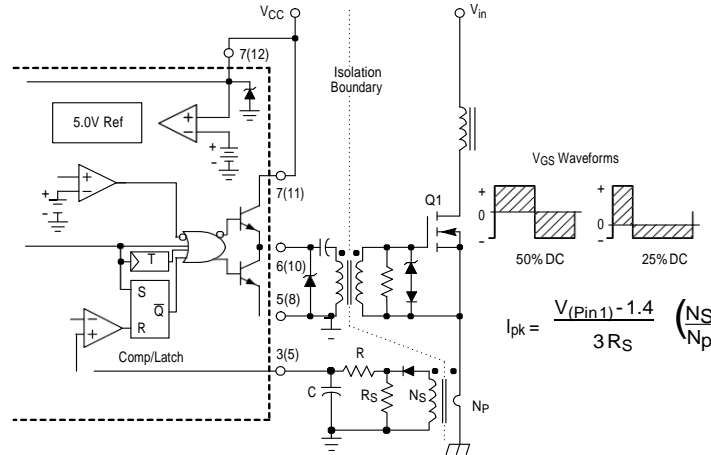 VCC
Vin
7(12)
Isolation
Boundary
5.0V Ref
+
-
+
-
+
-
+
-
7(11)
Q1
VGS Waveforms
+
0
-
+
0
-
50% DC
25% DC
6(10)
T
S
Q
R
5(8)
-
+
Comp/Latch
3(5)
R
C
RS
NS
NP
Ipk = V(Pin 1) - 1.4 / 3 RS (NS / Np